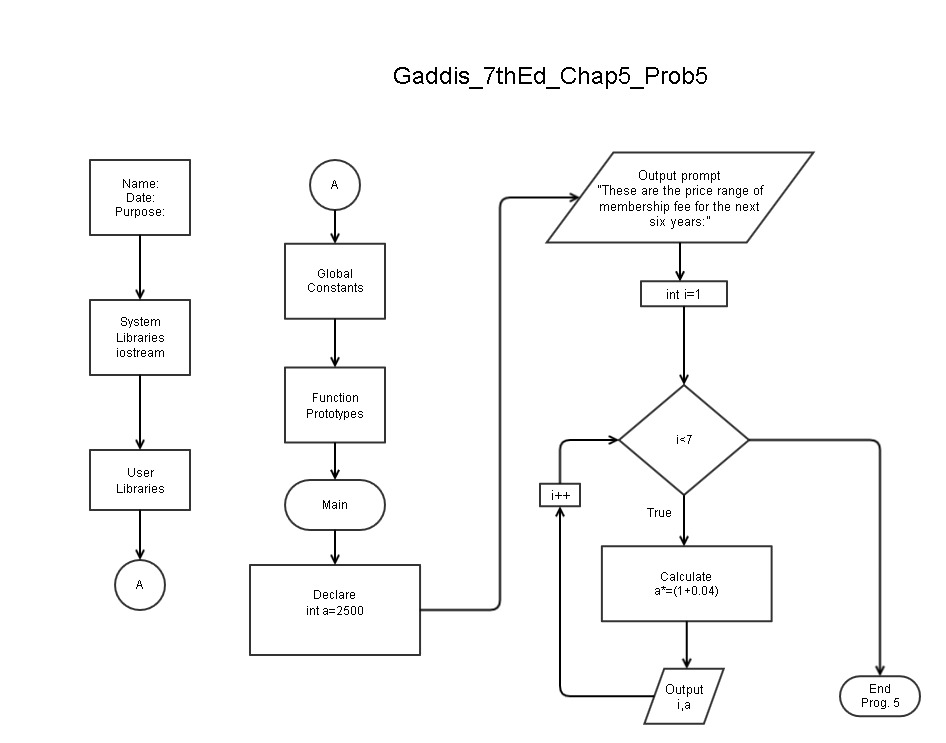 Gaddis_7thEd_Chap5_Prob5
Name:
Date:
Purpose:
System
Libraries
iostream
User
Libraries
A
A
Global
Constants
Function
Prototypes
Main
Declare
int a=2500
Output prompt
"These are the price range of
membership fee for the next
six years:"
int i=1
i<7
i++
True
Calculate
a*=(1+0.04)
Output
i,a
End
Prog. 5